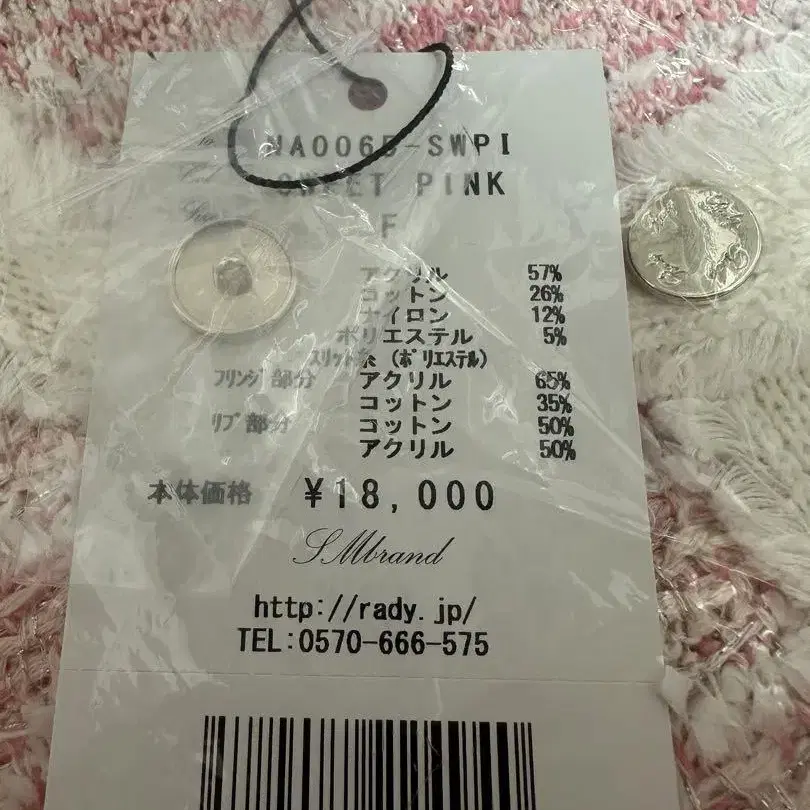 NA006B-SWPI
SWEET PINK
F
アクリル 57%
コットン 26%
ナイロン 12%
ポリエステル 5%
スリット糸 (ポリエステル)
フリンジ部分 アクリル 65%
コットン 35%
リブ部分 コットン 50%
アクリル 50%
本体価格 ¥18,000
SMbrand
http://rady.jp/
TEL:0570-666-575